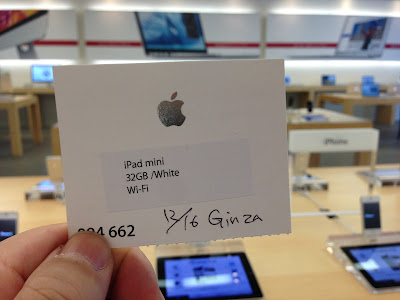 iPad mini
32GB /White
Wi-Fi
12/16 Ginza
662
iPhone